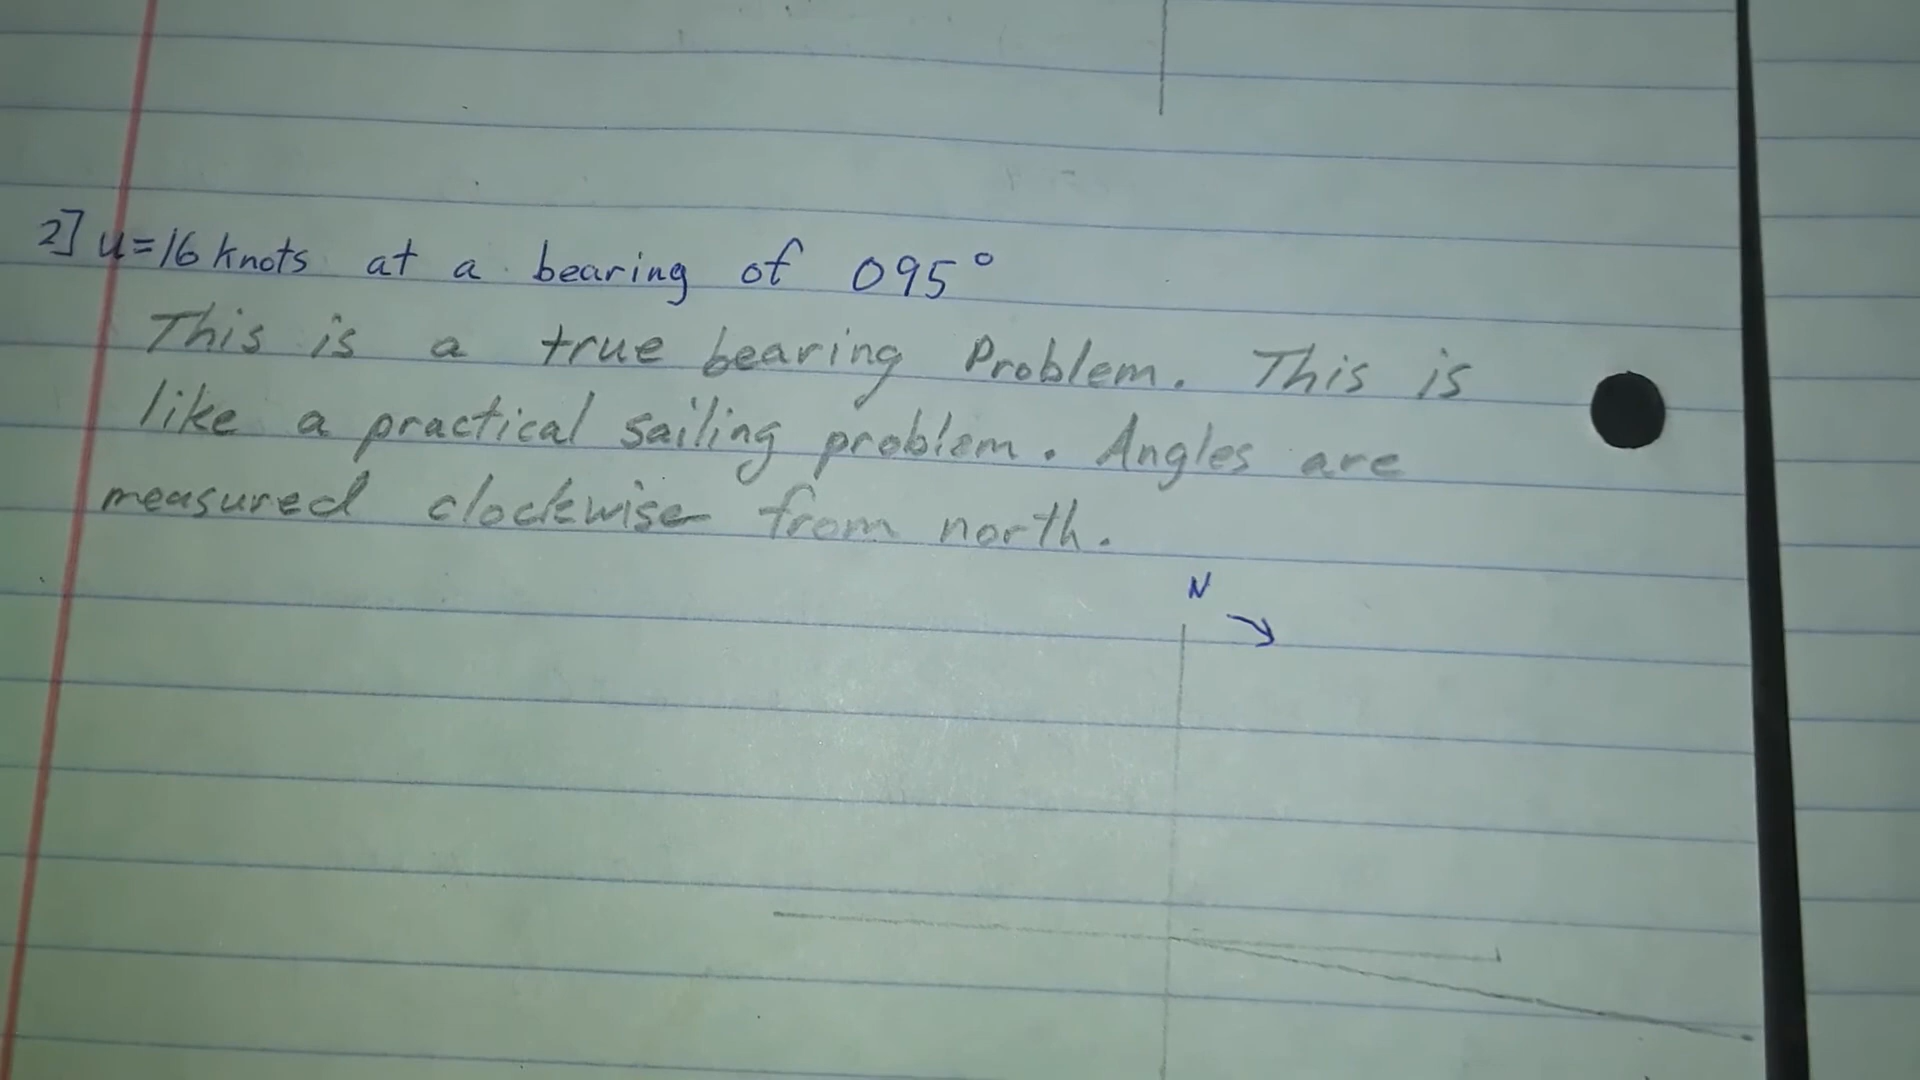 2] u=16 knots at a bearing of 095°
This is a true bearing Problem. This is
like a practical sailing problem. Angles are
measured clockwise from north.
N